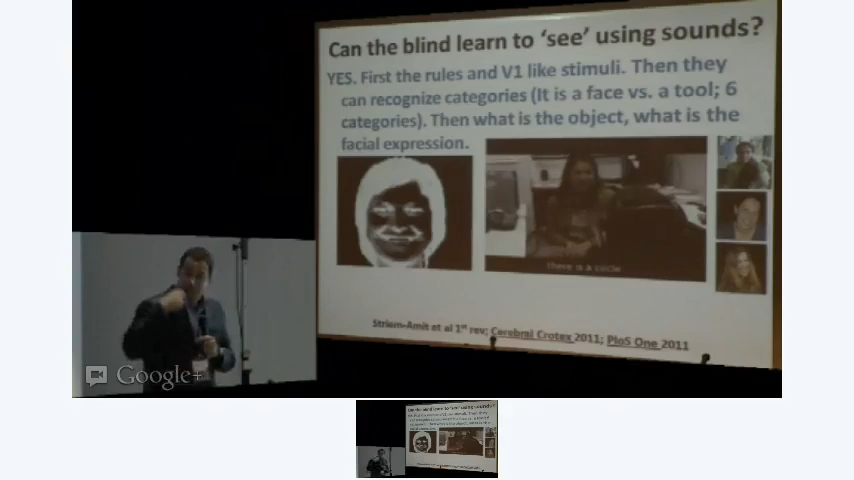 Can the blind learn to 'see' using sounds?
YES. First the rules and V1 like stimuli. Then they
can recognize categories (It is a face vs. a tool; 6
categories). Then what is the object, what is the
facial expression.
there is a circle
Striem-Amit et al 1st rev; Cerebral Crotex 2011; PloS One 2011
Google+